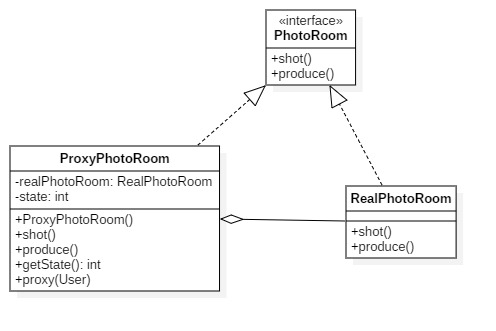 «interface»
PhotoRoom
+shot()
+produce()
ProxyPhotoRoom
-realPhotoRoom: RealPhotoRoom
-state: int
+ProxyPhotoRoom()
+shot()
+produce()
+getState(): int
+proxy(User)
RealPhotoRoom
+shot()
+produce()